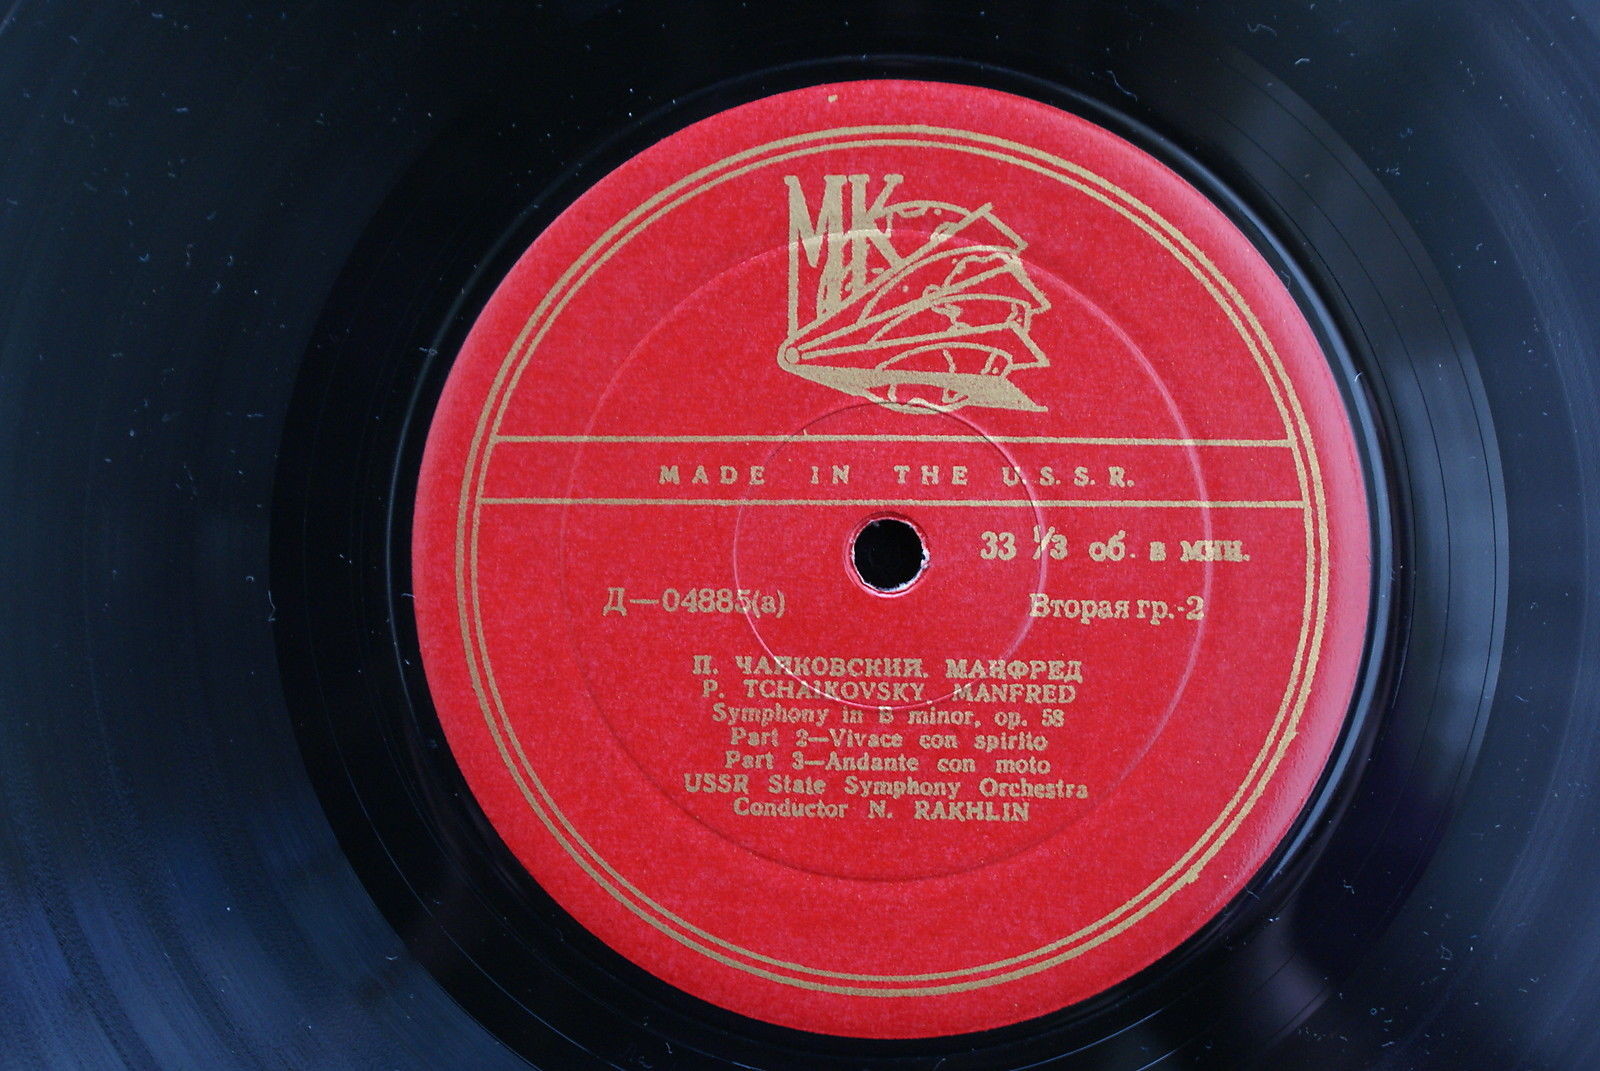 МК
MADE IN THE U.S.S.R.
33 ⅓ об. в мин.
Д—04885(а)
Вторая гр.-2
П. ЧАЙКОВСКИЙ. МАНФРЕД
P. TCHAIKOVSKY. MANFRED
Symphony in B minor, op. 58
Part 2—Vivace con spirito
Part 3—Andante con moto
USSR State Symphony Orchestra
Conductor N. RAKHLIN